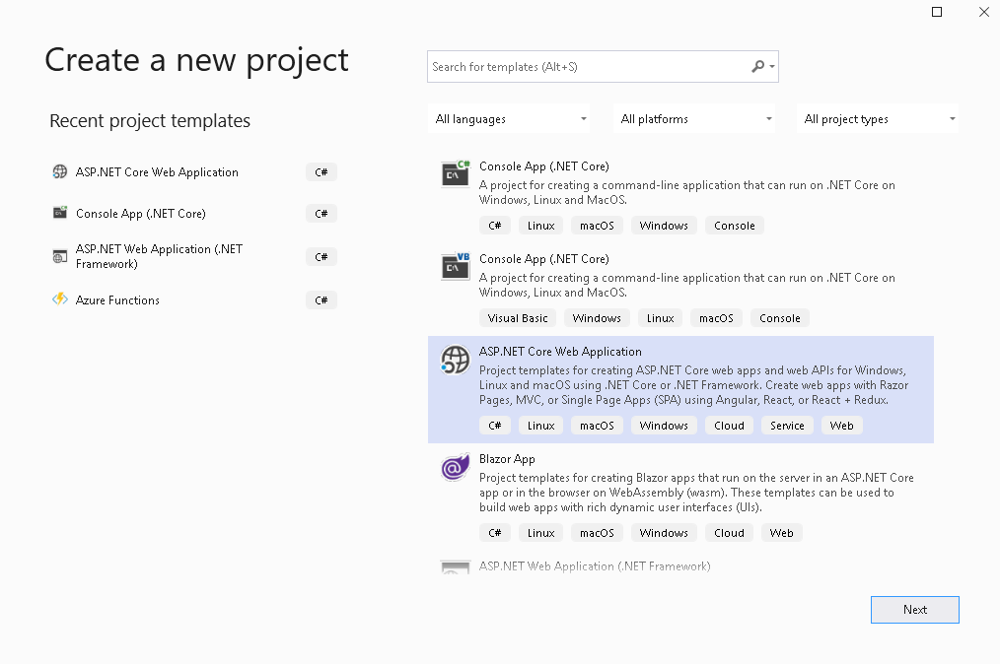 Create a new project
Search for templates (Alt+S)
Recent project templates
All languages
All platforms
All project types
ASP.NET Core Web Application
C#
Console App (.NET Core)
C#
ASP.NET Web Application (.NET
Framework)
C#
Azure Functions
C#
C#
C:\
Console App (.NET Core)
A project for creating a command-line application that can run on .NET Core on
Windows, Linux and MacOS.
C# Linux macOS Windows Console
VB
C:\
Console App (.NET Core)
A project for creating a command-line application that can run on .NET Core on
Windows, Linux and MacOS.
Visual Basic Windows Linux macOS Console
ASP.NET Core Web Application
Project templates for creating ASP.NET Core web apps and web APIs for Windows,
Linux and macOS using .NET Core or .NET Framework. Create web apps with Razor
Pages, MVC, or Single Page Apps (SPA) using Angular, React, or React + Redux.
C# Linux macOS Windows Cloud Service Web
Blazor App
Project templates for creating Blazor apps that run on the server in an ASP.NET Core
app or in the browser on WebAssembly (wasm). These templates can be used to
build web apps with rich dynamic user interfaces (UIs).
C# Linux macOS Windows Cloud Web
ASP.NET Web Application (.NET Framework)
Next